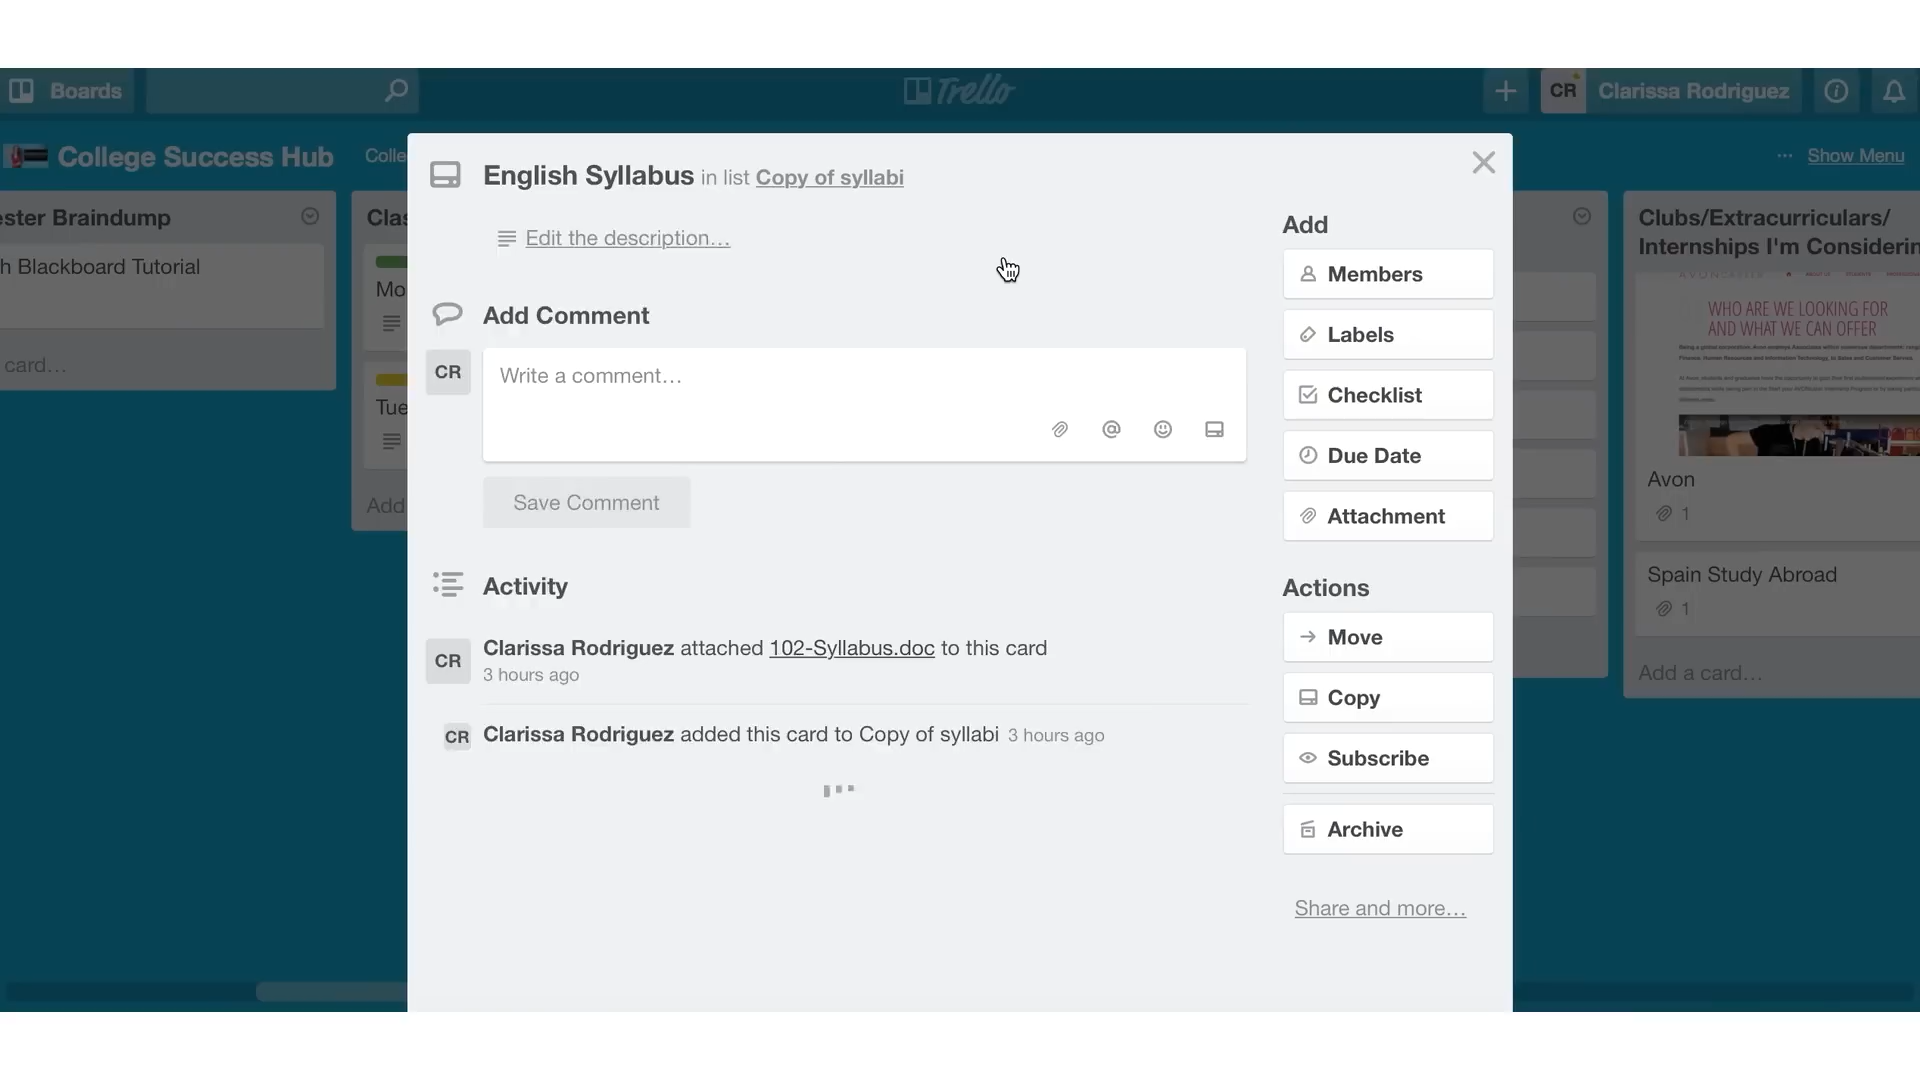 Boards
Trello
CR Clarissa Rodriguez
College Success Hub
Colle
... Show Menu
ester Braindump
h Blackboard Tutorial
card...
Clas
Mo
Tue
Add
English Syllabus in list Copy of syllabi
Edit the description...
Add Comment
CR
Write a comment...
Save Comment
Activity
CR
Clarissa Rodriguez attached 102-Syllabus.doc to this card
3 hours ago
CR
Clarissa Rodriguez added this card to Copy of syllabi 3 hours ago
Add
Members
Labels
Checklist
Due Date
Attachment
Actions
Move
Copy
Subscribe
Archive
Share and more...
Clubs/Extracurriculars/
Internships I'm Considerin
WHO ARE WE LOOKING FOR
AND WHAT WE CAN OFFER
Avon
1
Spain Study Abroad
1
Add a card...